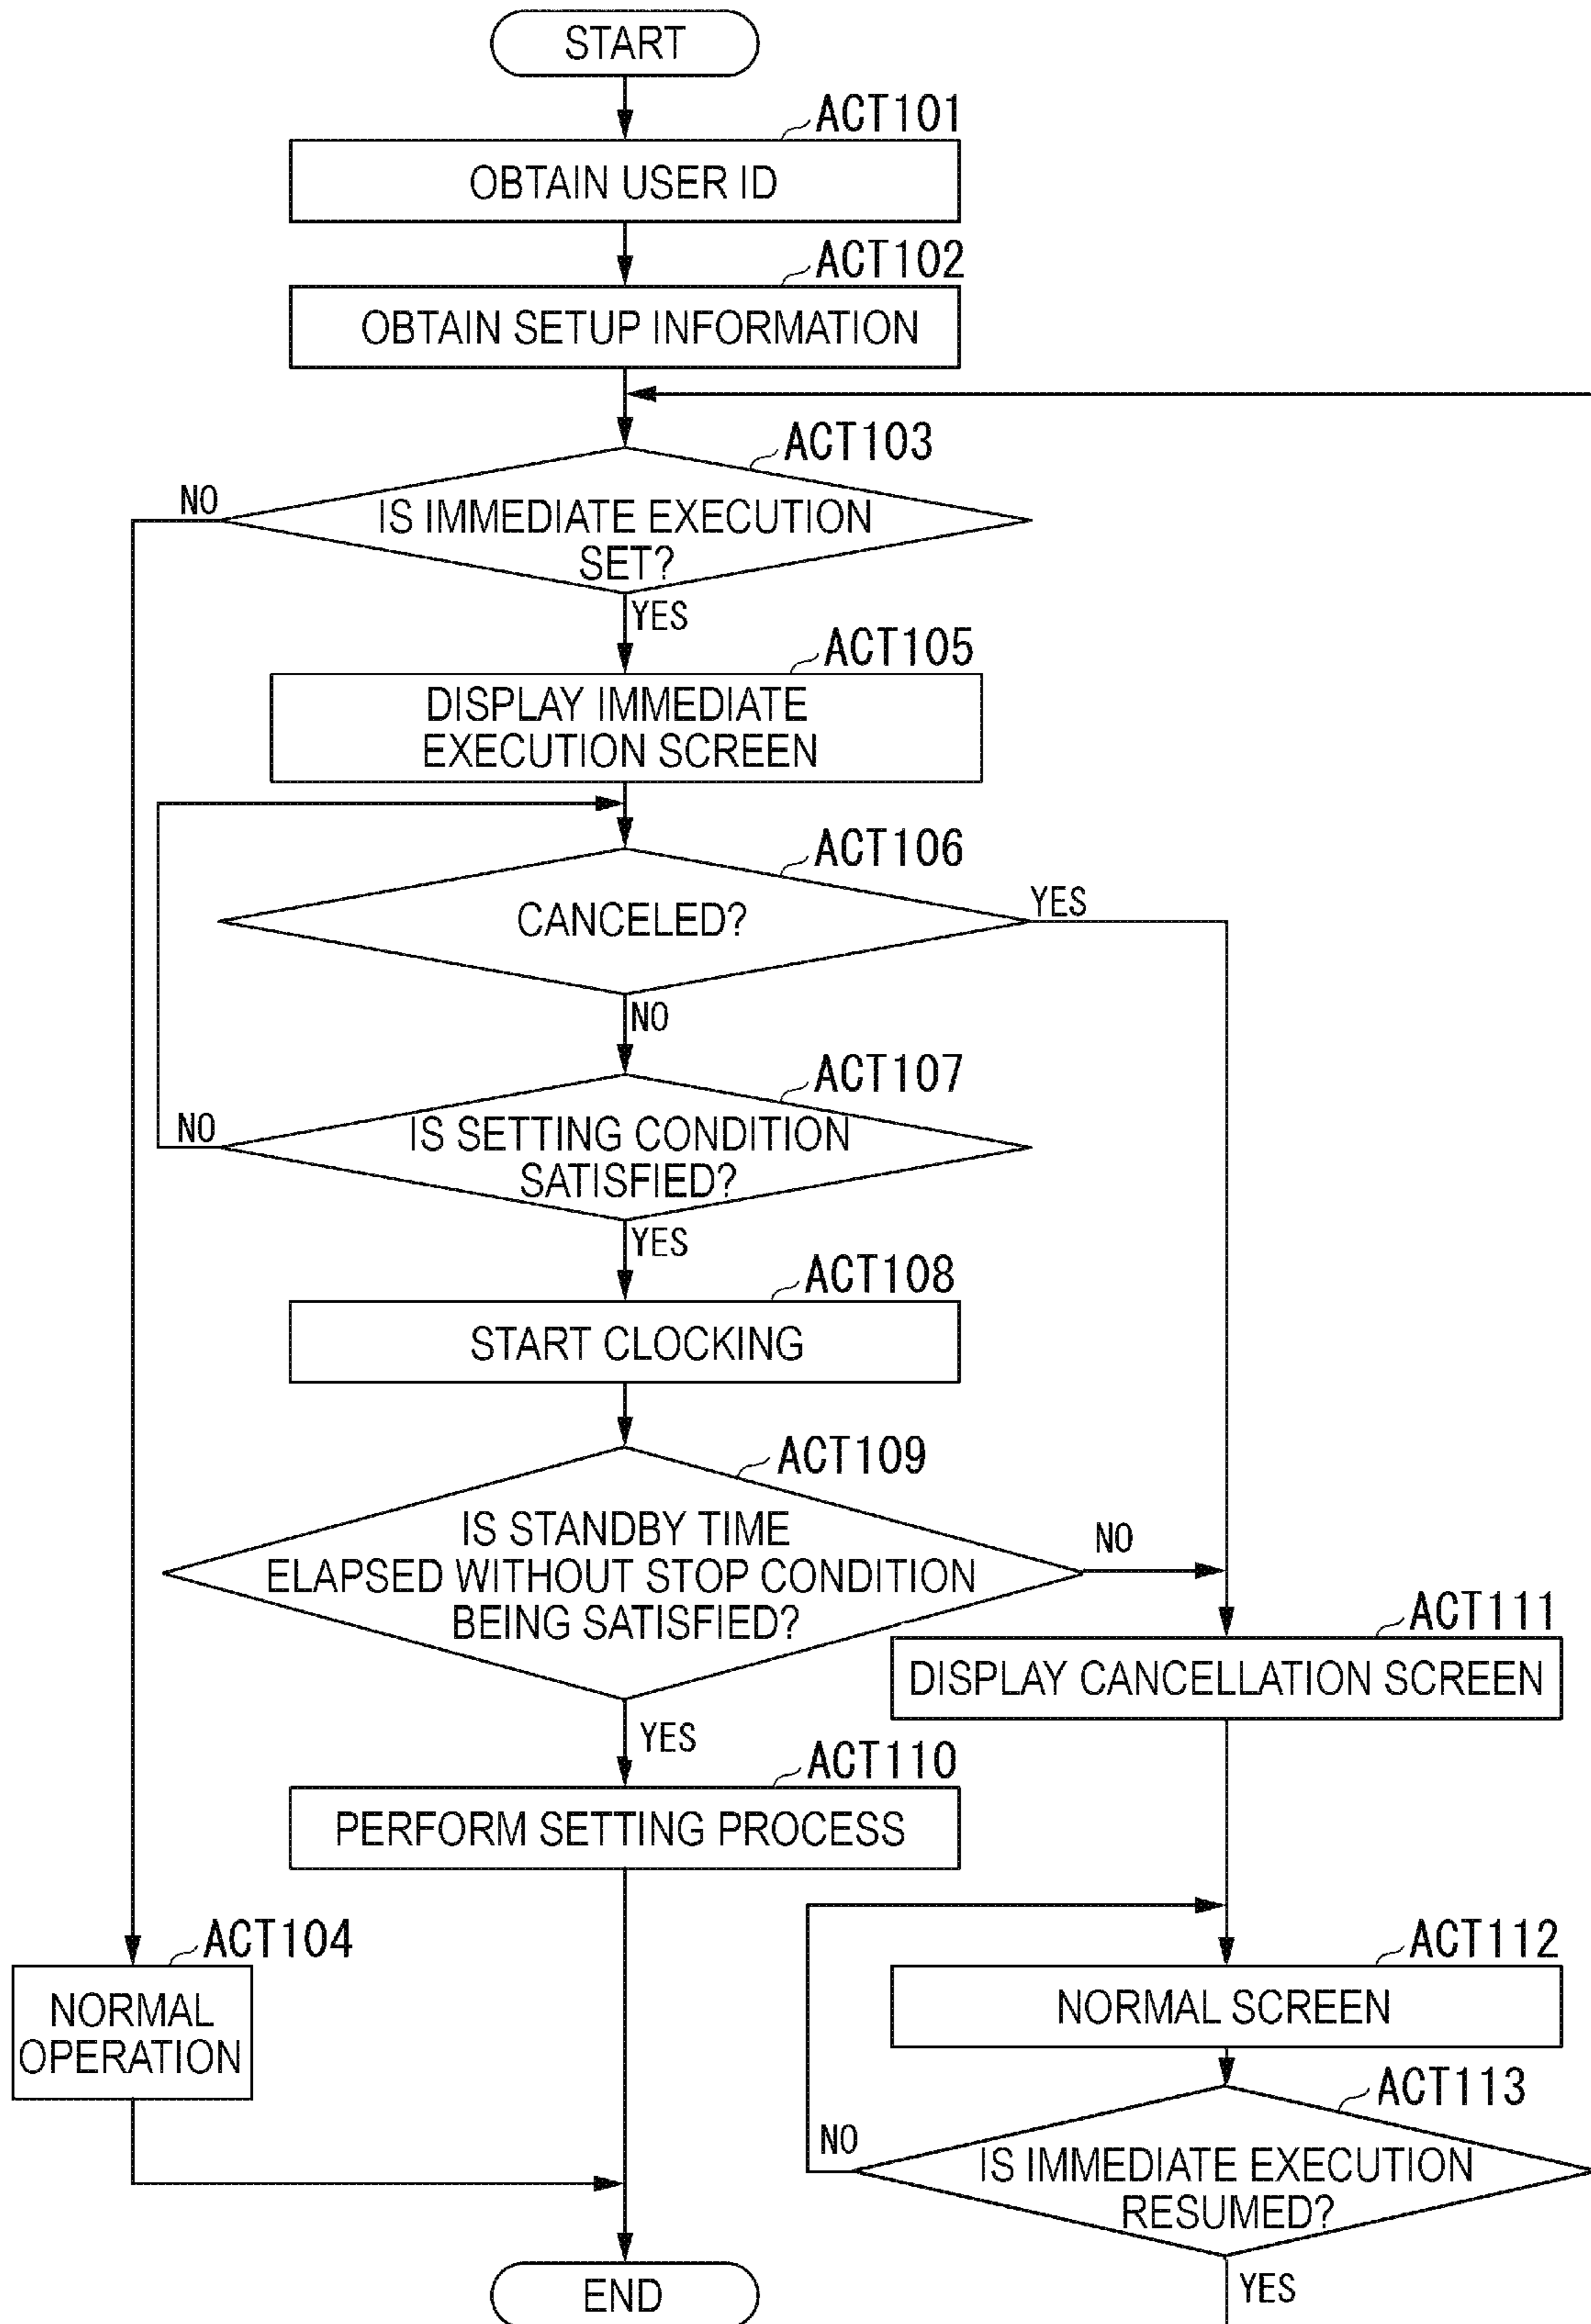 START
ACT101
OBTAIN USER ID
ACT102
OBTAIN SETUP INFORMATION
ACT103
NO
IS IMMEDIATE EXECUTION
SET?
YES
ACT105
DISPLAY IMMEDIATE
EXECUTION SCREEN
ACT106
CANCELED?
YES
NO
ACT107
NO
IS SETTING CONDITION
SATISFIED?
YES
ACT108
START CLOCKING
ACT109
IS STANDBY TIME
ELAPSED WITHOUT STOP CONDITION
BEING SATISFIED?
NO
YES
ACT111
DISPLAY CANCELLATION SCREEN
ACT110
PERFORM SETTING PROCESS
ACT104
NORMAL
OPERATION
ACT112
NORMAL SCREEN
ACT113
NO
IS IMMEDIATE EXECUTION
RESUMED?
YES
END